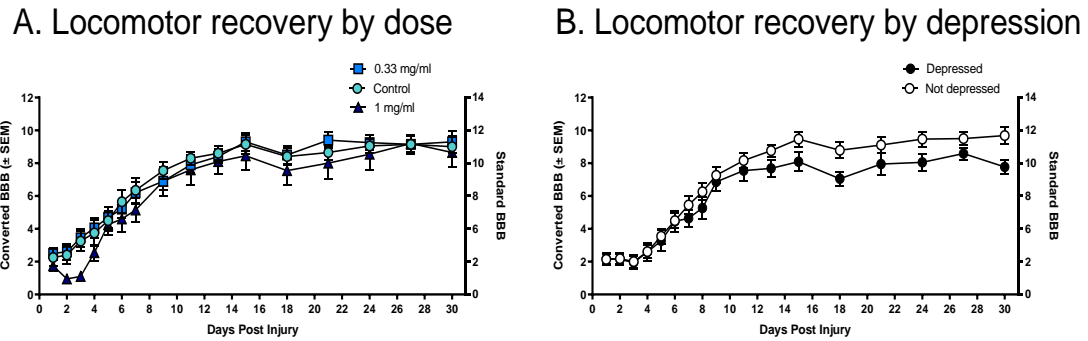 A. Locomotor recovery by dose
0.33 mg/ml
Control
1 mg/ml
Converted BBB (± SEM)
12
10
8
6
4
2
0
14
12
10
8
6
4
2
0
Standard BBB
0 2 4 6 8 10 12 14 16 18 20 22 24 26 28 30
Days Post Injury
B. Locomotor recovery by depression
Depressed
Not depressed
Converted BBB (± SEM)
12
10
8
6
4
2
0
14
12
10
8
6
4
2
0
Standard BBB
0 2 4 6 8 10 12 14 16 18 20 22 24 26 28 30
Days Post Injury